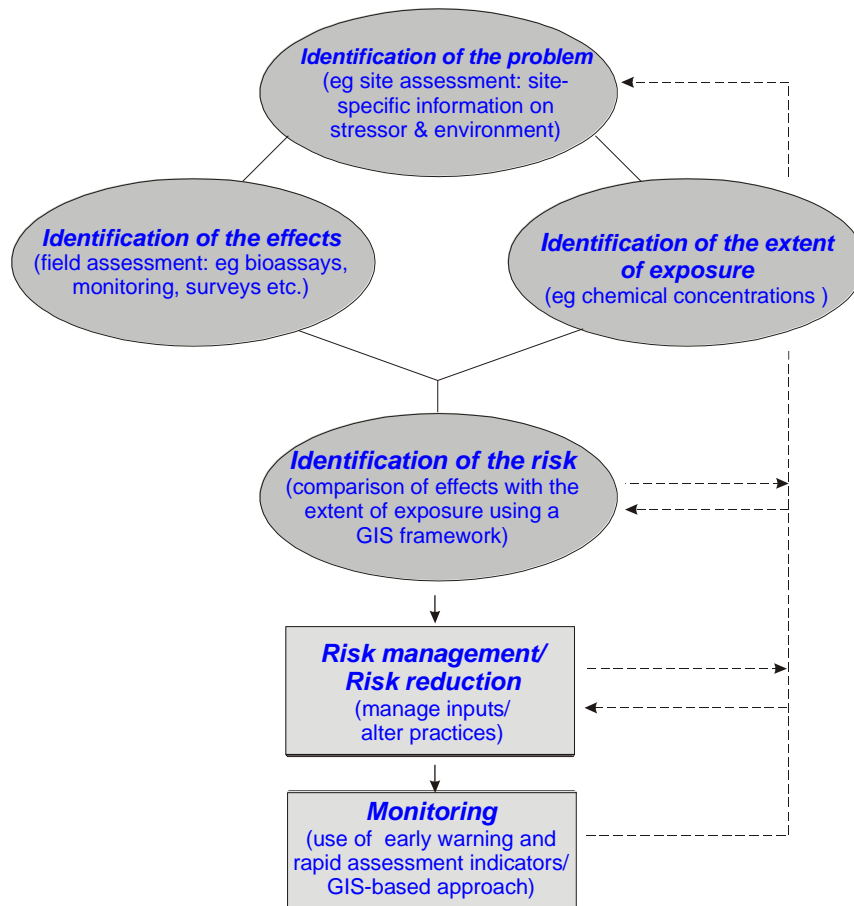 Identification of the problem
(eg site assessment: site-
specific information on
stressor & environment)
Identification of the effects
(field assessment: eg bioassays,
monitoring, surveys etc.)
Identification of the extent
of exposure
(eg chemical concentrations )
Identification of the risk
(comparison of effects with the
extent of exposure using a
GIS framework)
Risk management/
Risk reduction
(manage inputs/
alter practices)
Monitoring
(use of early warning and
rapid assessment indicators/
GIS-based approach)